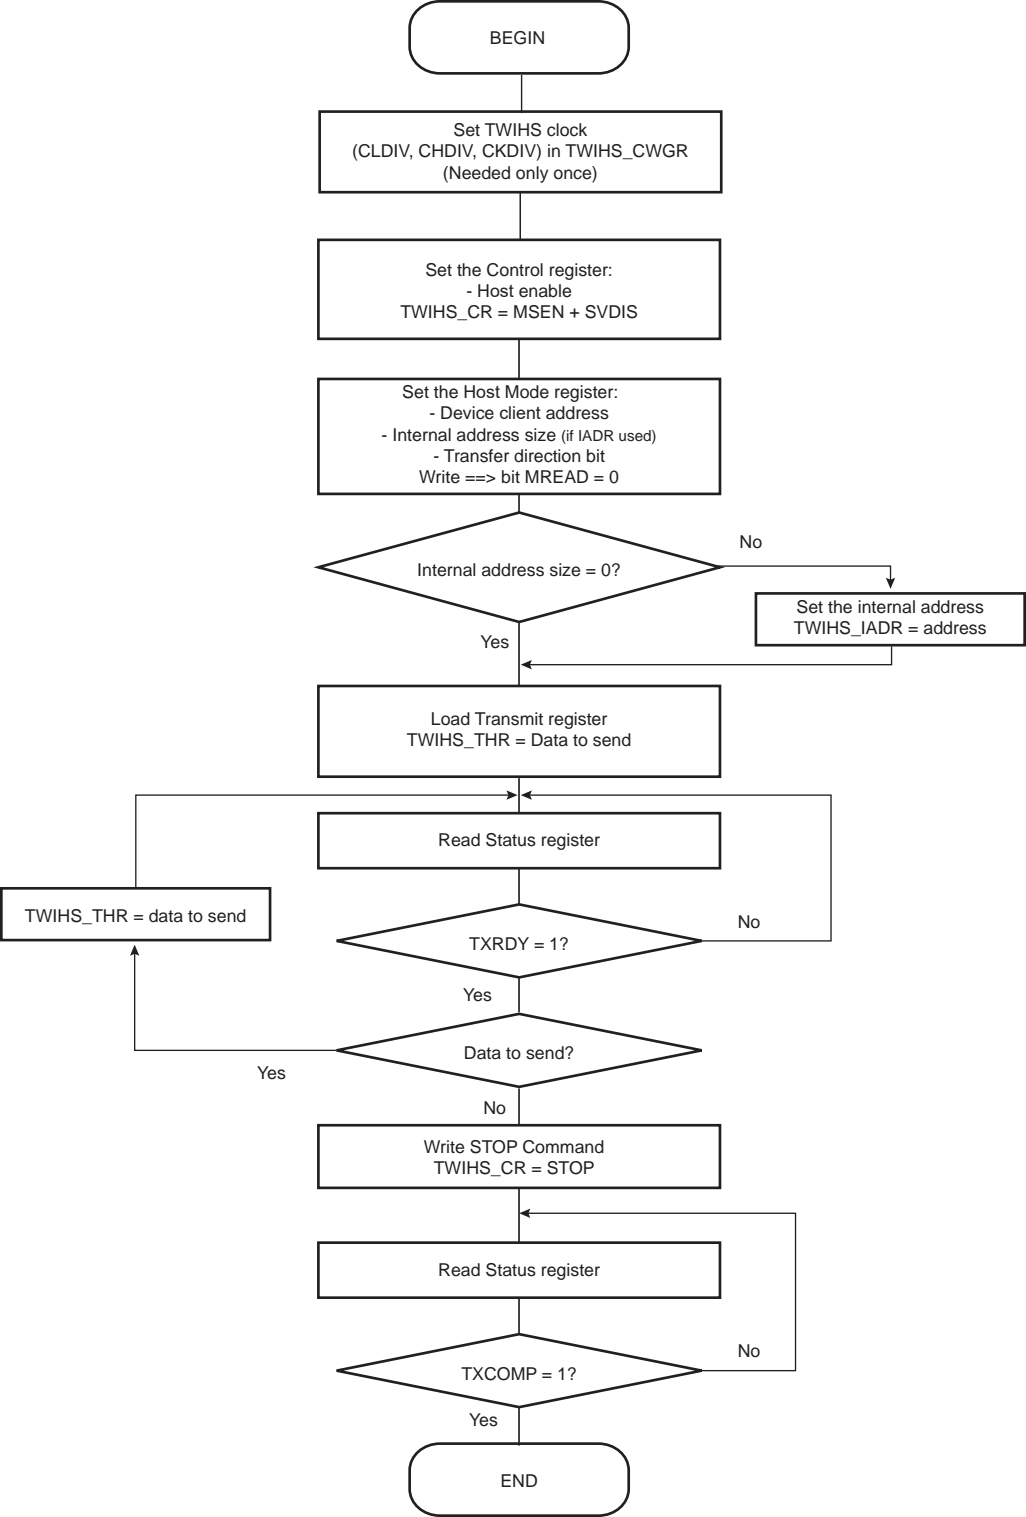 BEGIN
Set TWIHS clock
(CLDIV, CHDIV, CKDIV) in TWIHS_CWGR
(Needed only once)
Set the Control register:
- Host enable
TWIHS_CR = MSEN + SVDIS
Set the Host Mode register:
- Device client address
- Internal address size (if IADR used)
- Transfer direction bit
Write ==> bit MREAD = 0
Internal address size = 0?
No
Set the internal address
TWIHS_IADR = address
Yes
Load Transmit register
TWIHS_THR = Data to send
Read Status register
TWIHS_THR = data to send
TXRDY = 1?
No
Yes
Data to send?
Yes
No
Write STOP Command
TWIHS_CR = STOP
Read Status register
TXCOMP = 1?
No
Yes
END